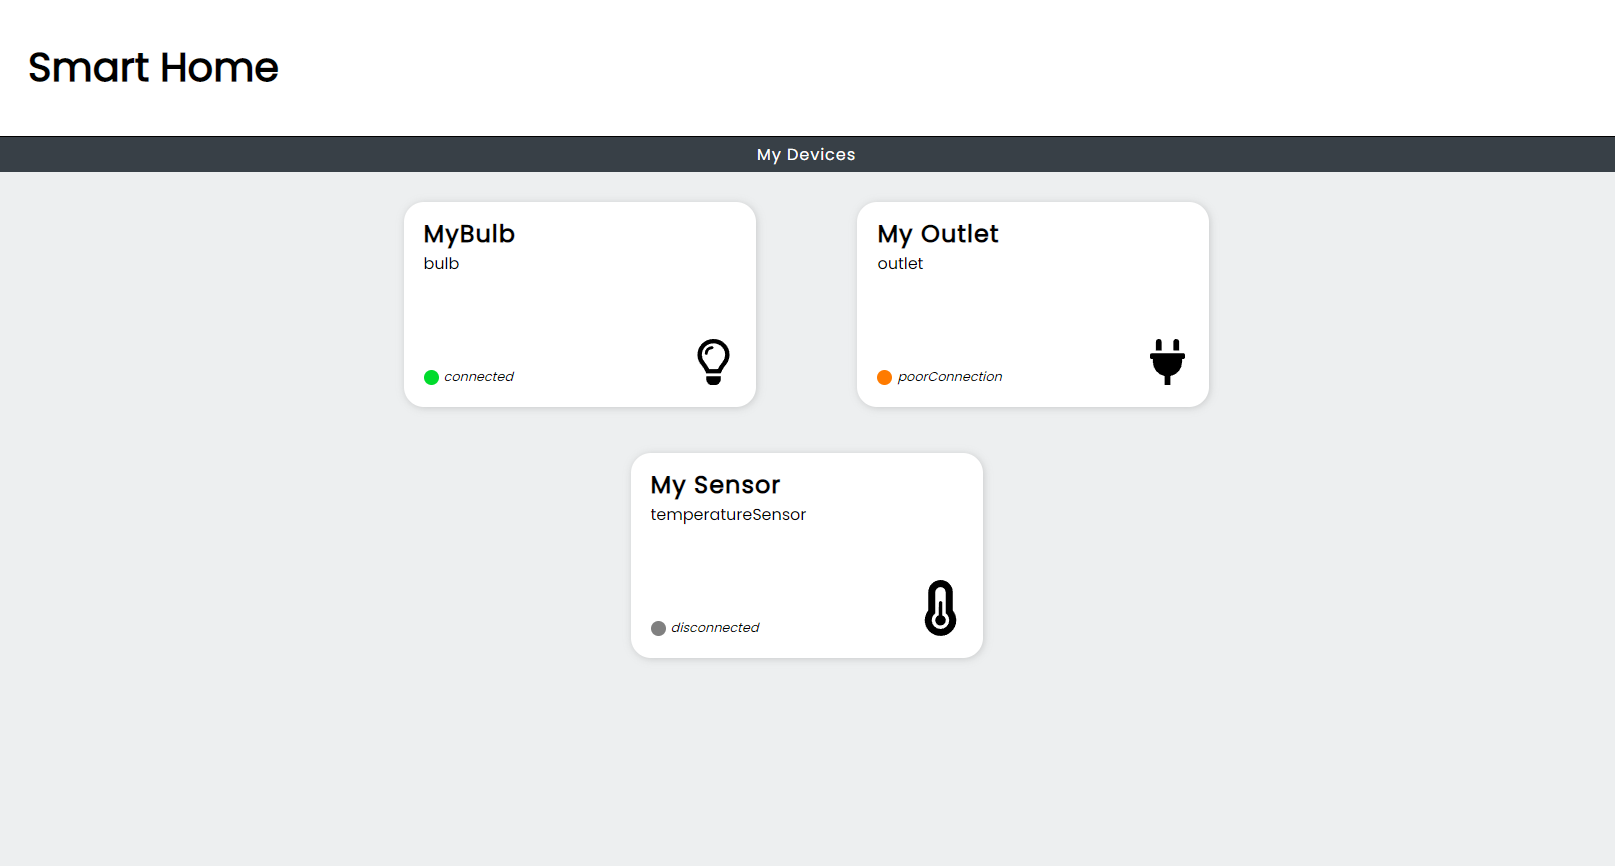 Smart Home
My Devices
MyBulb
bulb
connected
My Outlet
outlet
poorConnection
My Sensor
temperatureSensor
disconnected